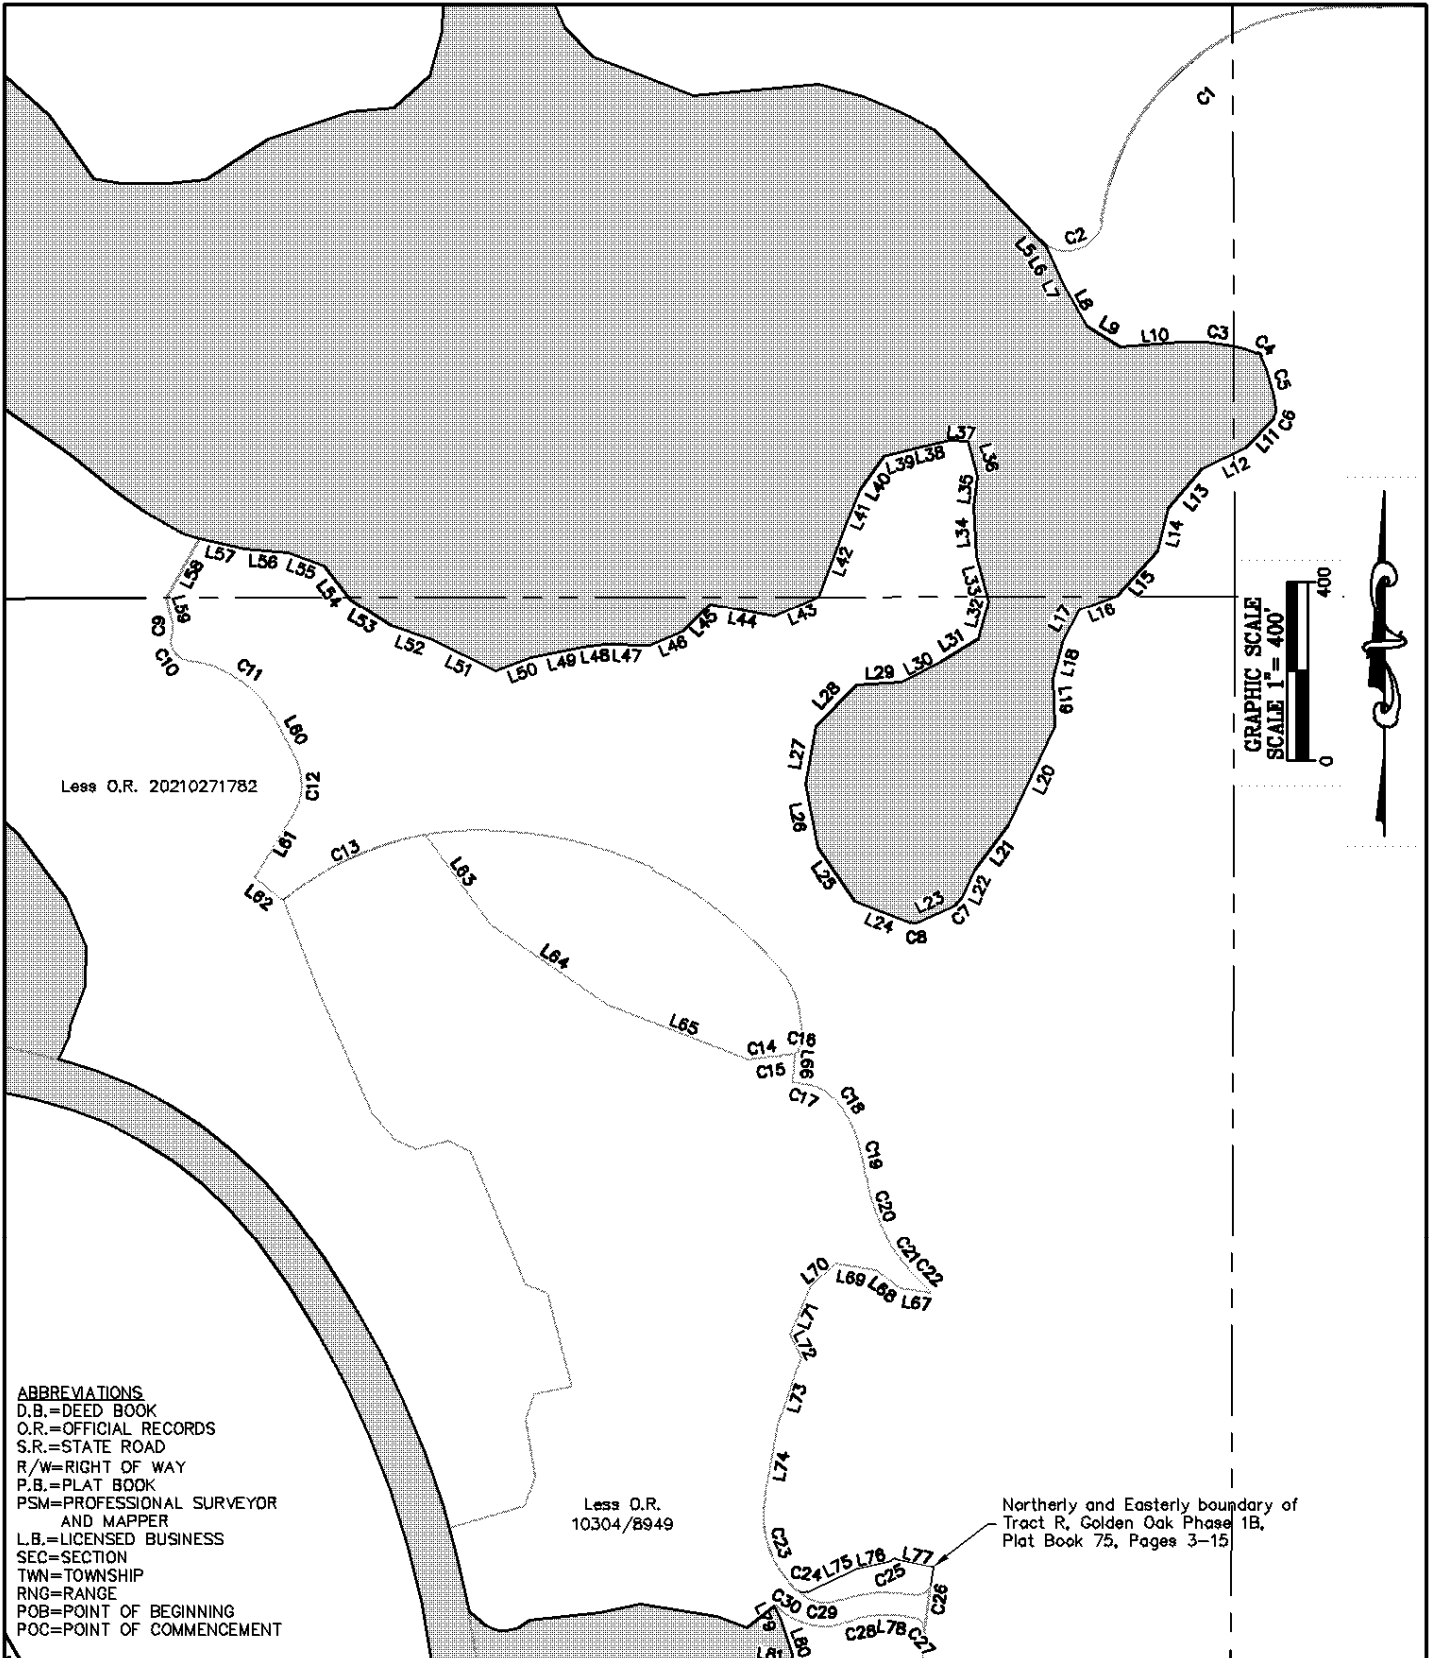 C1
C2
L5
L6
L7
L8
L9
L10
C3
C4
C5
C6
L11
L12
L13
L14
L15
L16
L17
L18
L19
L20
L21
L22
C7
L23
C8
L24
L25
L26
L27
L28
L29
L30
L31
L32
L33
L34
L35
L36
L37
L38
L39
L40
L41
L42
L43
L44
L45
L46
L47
L48
L49
L50
L51
L52
L53
L54
L55
L56
L57
L58
L59
C9
C10
C11
L60
C12
L61
L62
C13
L63
L64
L65
C14
C15
C16
L66
C17
C18
C19
C20
C21
C22
L67
L68
L69
L70
L71
L72
L73
L74
C23
C24
L75
L76
L77
C25
C26
C27
L78
C28
C29
C30
L79
L80
L81
GRAPHIC SCALE
SCALE 1"= 400'
0
400
Less O.R. 20210271782
Less O.R.
10304/8949
Northerly and Easterly boundary of
Tract R, Golden Oak Phase 1B,
Plat Book 75, Pages 3-15
ABBREVIATIONS
D.B.=DEED BOOK
O.R.=OFFICIAL RECORDS
S.R.=STATE ROAD
R/W=RIGHT OF WAY
P.B.=PLAT BOOK
PSM=PROFESSIONAL SURVEYOR
AND MAPPER
L.B.=LICENSED BUSINESS
SEC=SECTION
TWN=TOWNSHIP
RNG=RANGE
POB=POINT OF BEGINNING
POC=POINT OF COMMENCEMENT